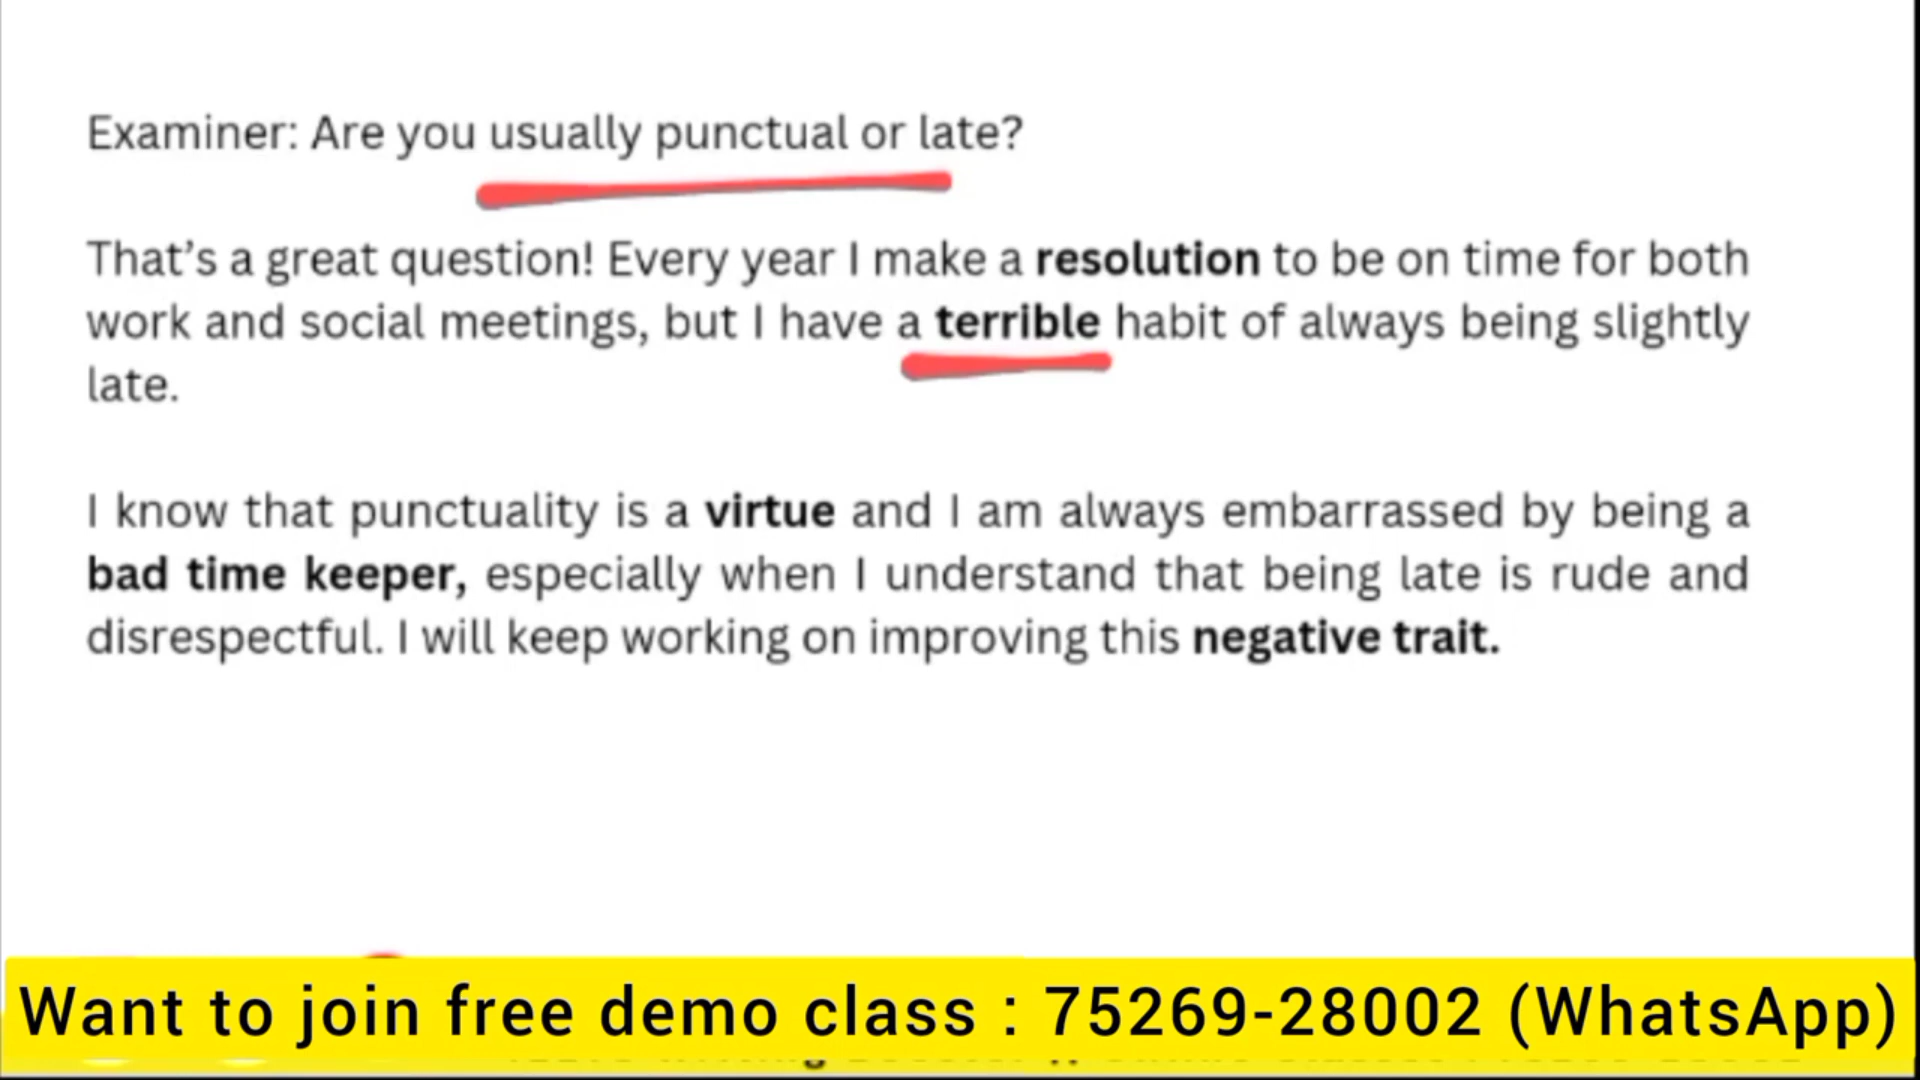 Examiner: Are you usually punctual or late?
That’s a great question! Every year I make a resolution to be on time for both
work and social meetings, but I have a terrible habit of always being slightly
late.
I know that punctuality is a virtue and I am always embarrassed by being a
bad time keeper, especially when I understand that being late is rude and
disrespectful. I will keep working on improving this negative trait.
Want to join free demo class : 75269-28002 (WhatsApp)